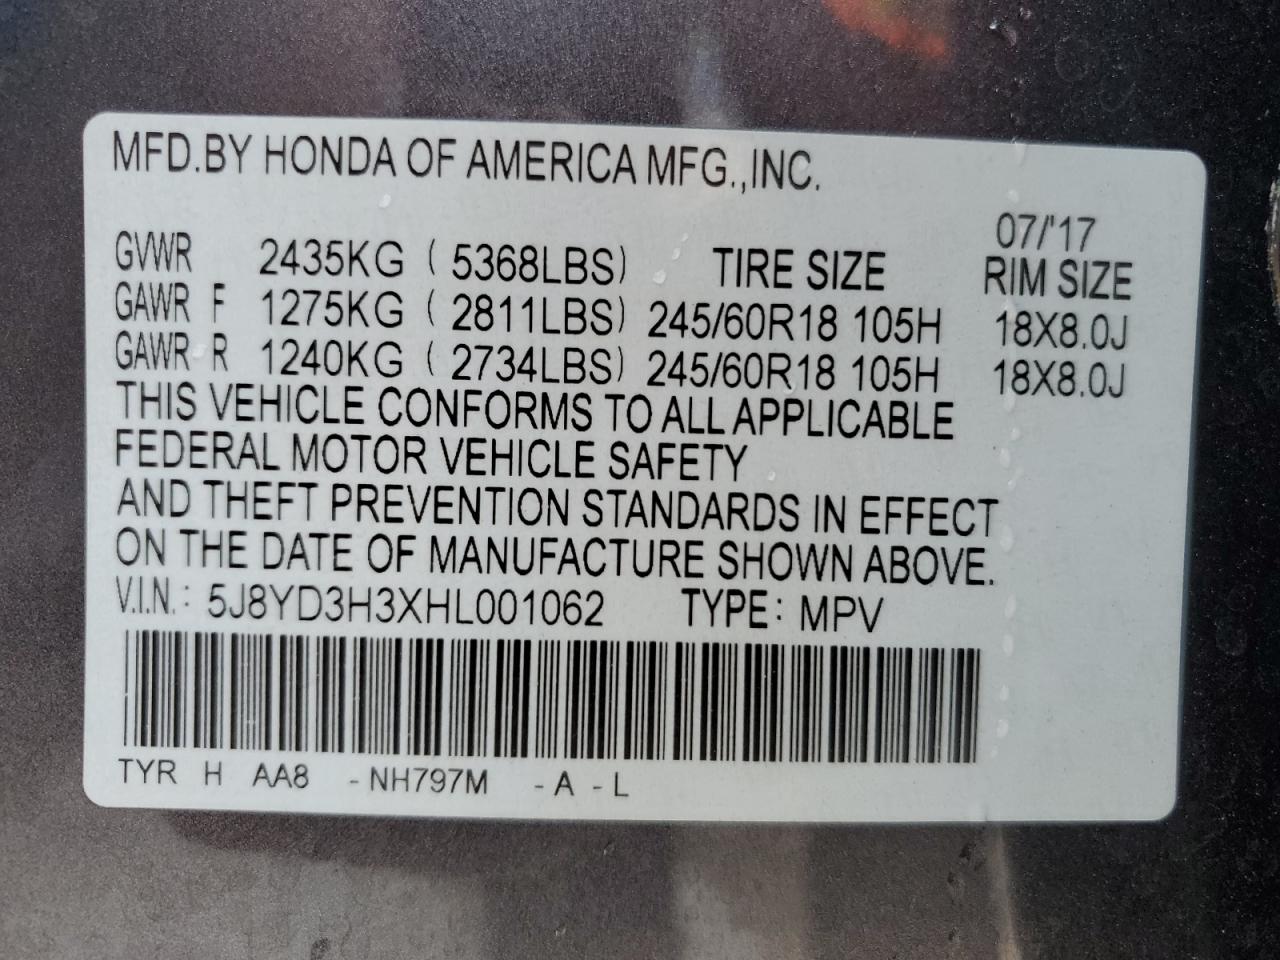 MFD.BY HONDA OF AMERICA MFG.,INC.
07/'17
GVWR 2435KG ( 5368LBS) TIRE SIZE RIM SIZE
GAWR F 1275KG ( 2811LBS) 245/60R18 105H 18X8.0J
GAWR R 1240KG ( 2734LBS) 245/60R18 105H 18X8.0J
THIS VEHICLE CONFORMS TO ALL APPLICABLE
FEDERAL MOTOR VEHICLE SAFETY
AND THEFT PREVENTION STANDARDS IN EFFECT
ON THE DATE OF MANUFACTURE SHOWN ABOVE.
V.I.N.: 5J8YD3H3XHL001062 TYPE: MPV
TYR H AA8 - NH797M - A - L